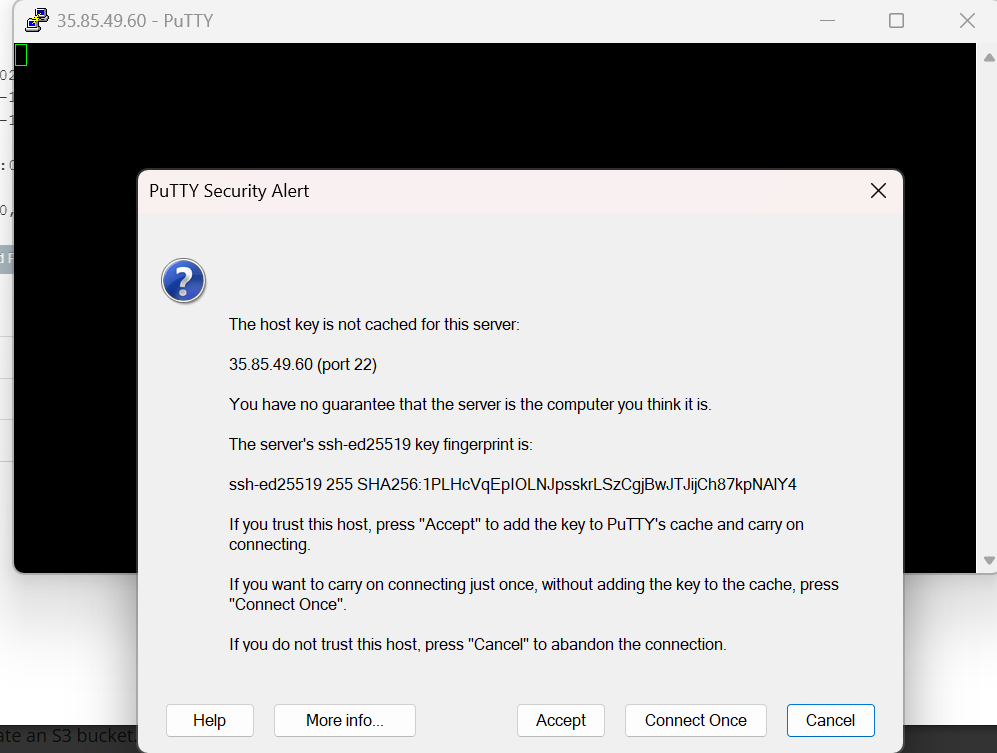 35.85.49.60 - PuTTY
PuTTY Security Alert
The host key is not cached for this server:
35.85.49.60 (port 22)
You have no guarantee that the server is the computer you think it is.
The server's ssh-ed25519 key fingerprint is:
ssh-ed25519 255 SHA256:1PLHcVqEpIOLNJpsskrLSzCgjBwJTJijCh87kpNAlY4
If you trust this host, press "Accept" to add the key to PuTTY's cache and carry on
connecting.
If you want to carry on connecting just once, without adding the key to the cache, press
"Connect Once".
If you do not trust this host, press "Cancel" to abandon the connection.
Help More info... Accept Connect Once Cancel
an S3 bucket.